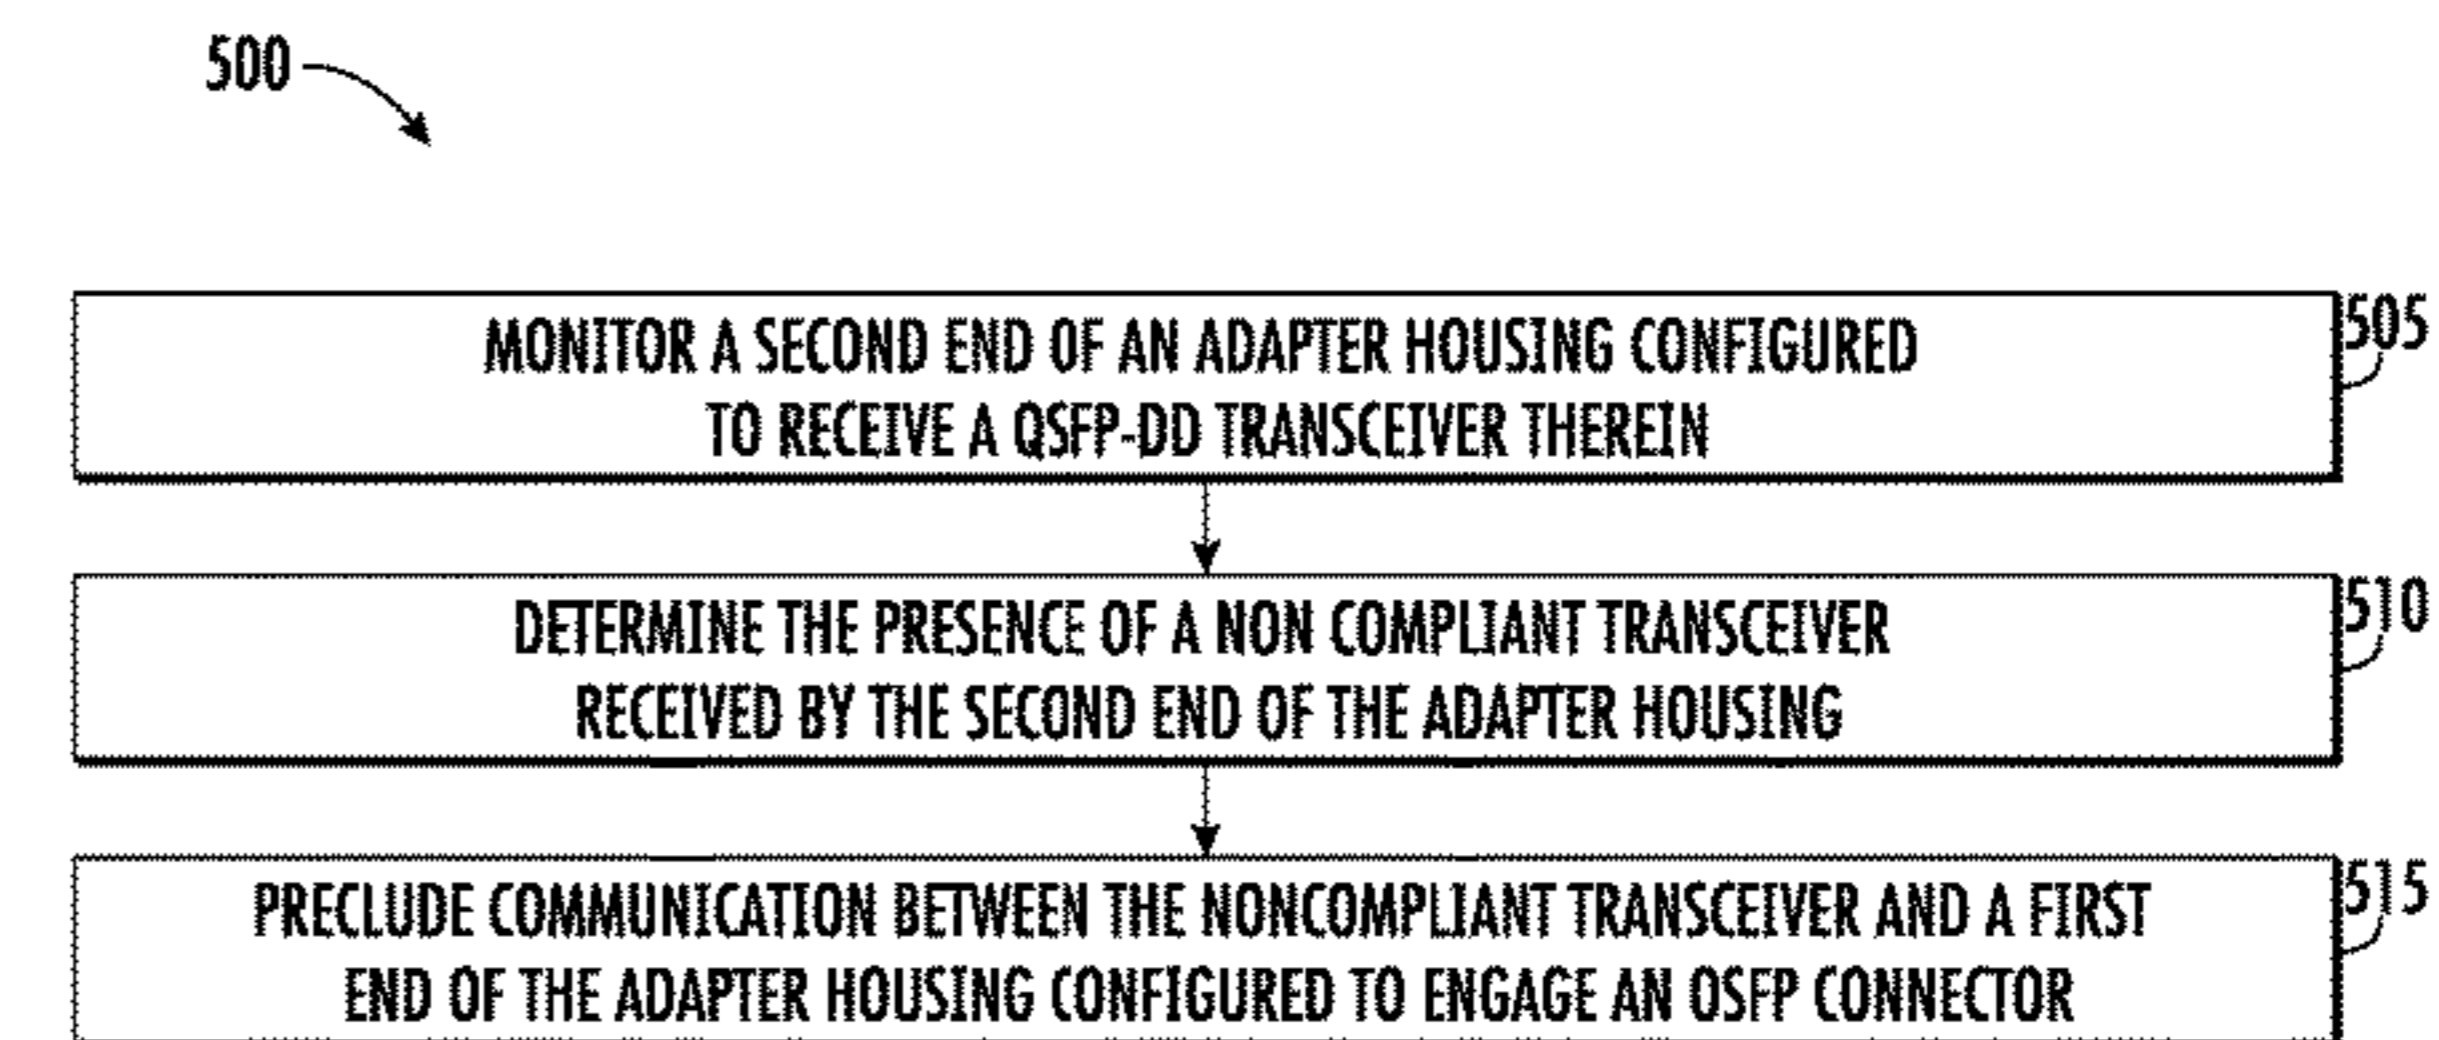 500
MONITOR A SECOND END OF AN ADAPTER HOUSING CONFIGURED
TO RECEIVE A QSFP-DD TRANSCEIVER THEREIN
505
DETERMINE THE PRESENCE OF A NON COMPLIANT TRANSCEIVER
RECEIVED BY THE SECOND END OF THE ADAPTER HOUSING
510
PRECLUDE COMMUNICATION BETWEEN THE NONCOMPLIANT TRANSCEIVER AND A FIRST
END OF THE ADAPTER HOUSING CONFIGURED TO ENGAGE AN OSFP CONNECTOR
515